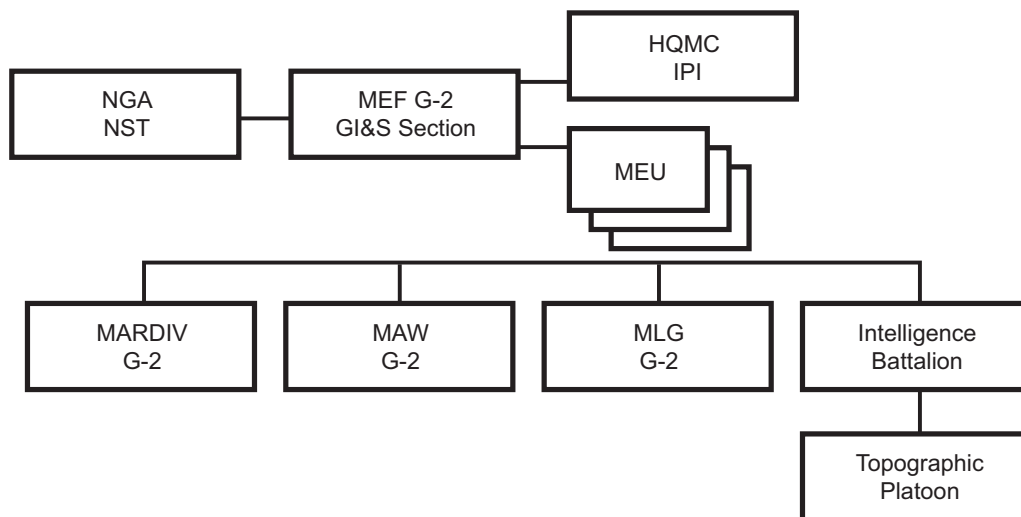 HQMC
IPI
NGA
NST
MEF G-2
GI&S Section
MEU
MARDIV
G-2
MAW
G-2
MLG
G-2
Intelligence
Battalion
Topographic
Platoon